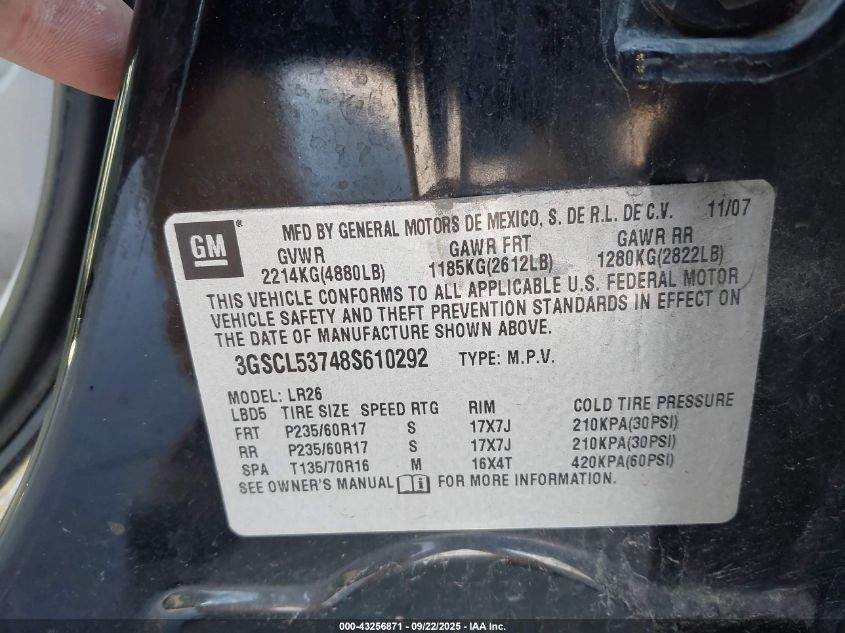 GM
MFD BY GENERAL MOTORS DE MEXICO, S. DE R.L. DE C.V. 11/07
GVWR GAWR FRT GAWR RR
2214KG(4880LB) 1185KG(2612LB) 1280KG(2822LB)
THIS VEHICLE CONFORMS TO ALL APPLICABLE U.S. FEDERAL MOTOR
VEHICLE SAFETY AND THEFT PREVENTION STANDARDS IN EFFECT ON
THE DATE OF MANUFACTURE SHOWN ABOVE.
3GSCL53748S610292 TYPE: M.P.V.
MODEL: LR26
LBD5 TIRE SIZE SPEED RTG RIM COLD TIRE PRESSURE
FRT P235/60R17 S 17X7J 210KPA(30PSI)
RR P235/60R17 S 17X7J 210KPA(30PSI)
SPA T135/70R16 M 16X4T 420KPA(60PSI)
SEE OWNER'S MANUAL FOR MORE INFORMATION.
000-43256871 - 09/22/2025 - IAA Inc.